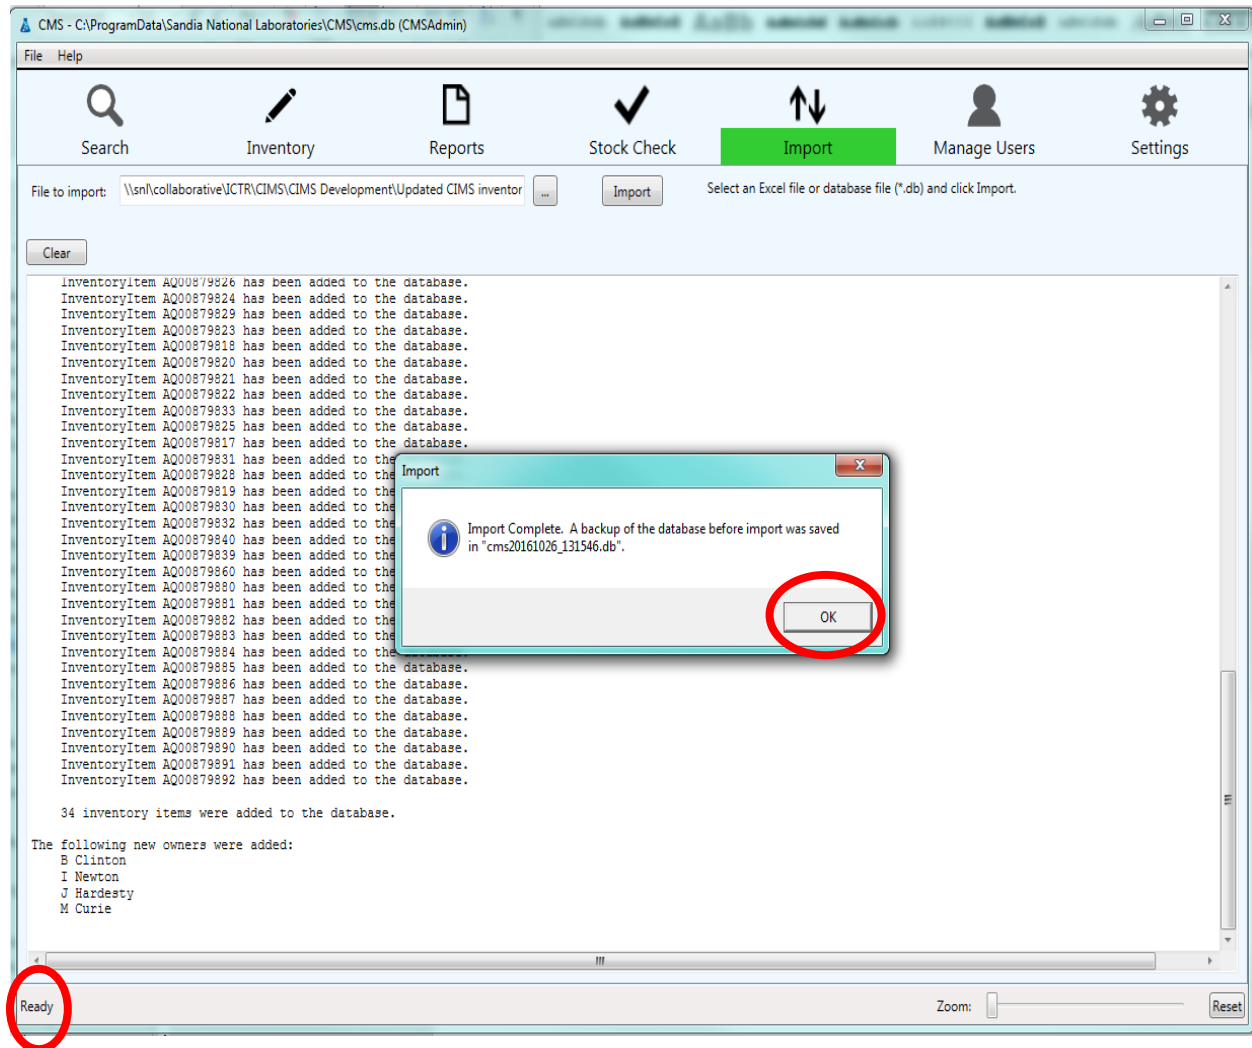 CMS - C:\ProgramData\Sandia National Laboratories\CMS\cms.db (CMSAdmin)
File Help
Search Inventory Reports Stock Check Import Manage Users Settings
File to import: \\snl\collaborative\ICTR\CIMS\CIMS Development\Updated CIMS inventor ... Import Select an Excel file or database file (*.db) and click Import.
Clear
InventoryItem AQ00879826 has been added to the database.
InventoryItem AQ00879824 has been added to the database.
InventoryItem AQ00879829 has been added to the database.
InventoryItem AQ00879823 has been added to the database.
InventoryItem AQ00879818 has been added to the database.
InventoryItem AQ00879820 has been added to the database.
InventoryItem AQ00879821 has been added to the database.
InventoryItem AQ00879822 has been added to the database.
InventoryItem AQ00879833 has been added to the database.
InventoryItem AQ00879825 has been added to the database.
InventoryItem AQ00879817 has been added to the database.
InventoryItem AQ00879831 has been added to the
InventoryItem AQ00879828 has been added to the
InventoryItem AQ00879819 has been added to the
InventoryItem AQ00879830 has been added to the
InventoryItem AQ00879832 has been added to the
InventoryItem AQ00879840 has been added to the
InventoryItem AQ00879839 has been added to the
InventoryItem AQ00879860 has been added to the
InventoryItem AQ00879880 has been added to the
InventoryItem AQ00879881 has been added to the
InventoryItem AQ00879882 has been added to the
InventoryItem AQ00879883 has been added to the
InventoryItem AQ00879884 has been added to the
InventoryItem AQ00879885 has been added to the database.
InventoryItem AQ00879886 has been added to the database.
InventoryItem AQ00879887 has been added to the database.
InventoryItem AQ00879888 has been added to the database.
InventoryItem AQ00879889 has been added to the database.
InventoryItem AQ00879890 has been added to the database.
InventoryItem AQ00879891 has been added to the database.
InventoryItem AQ00879892 has been added to the database.
34 inventory items were added to the database.
The following new owners were added:
B Clinton
I Newton
J Hardesty
M Curie
Import
Import Complete. A backup of the database before import was saved
in "cms20161026_131546.db".
OK
Ready Zoom: Reset